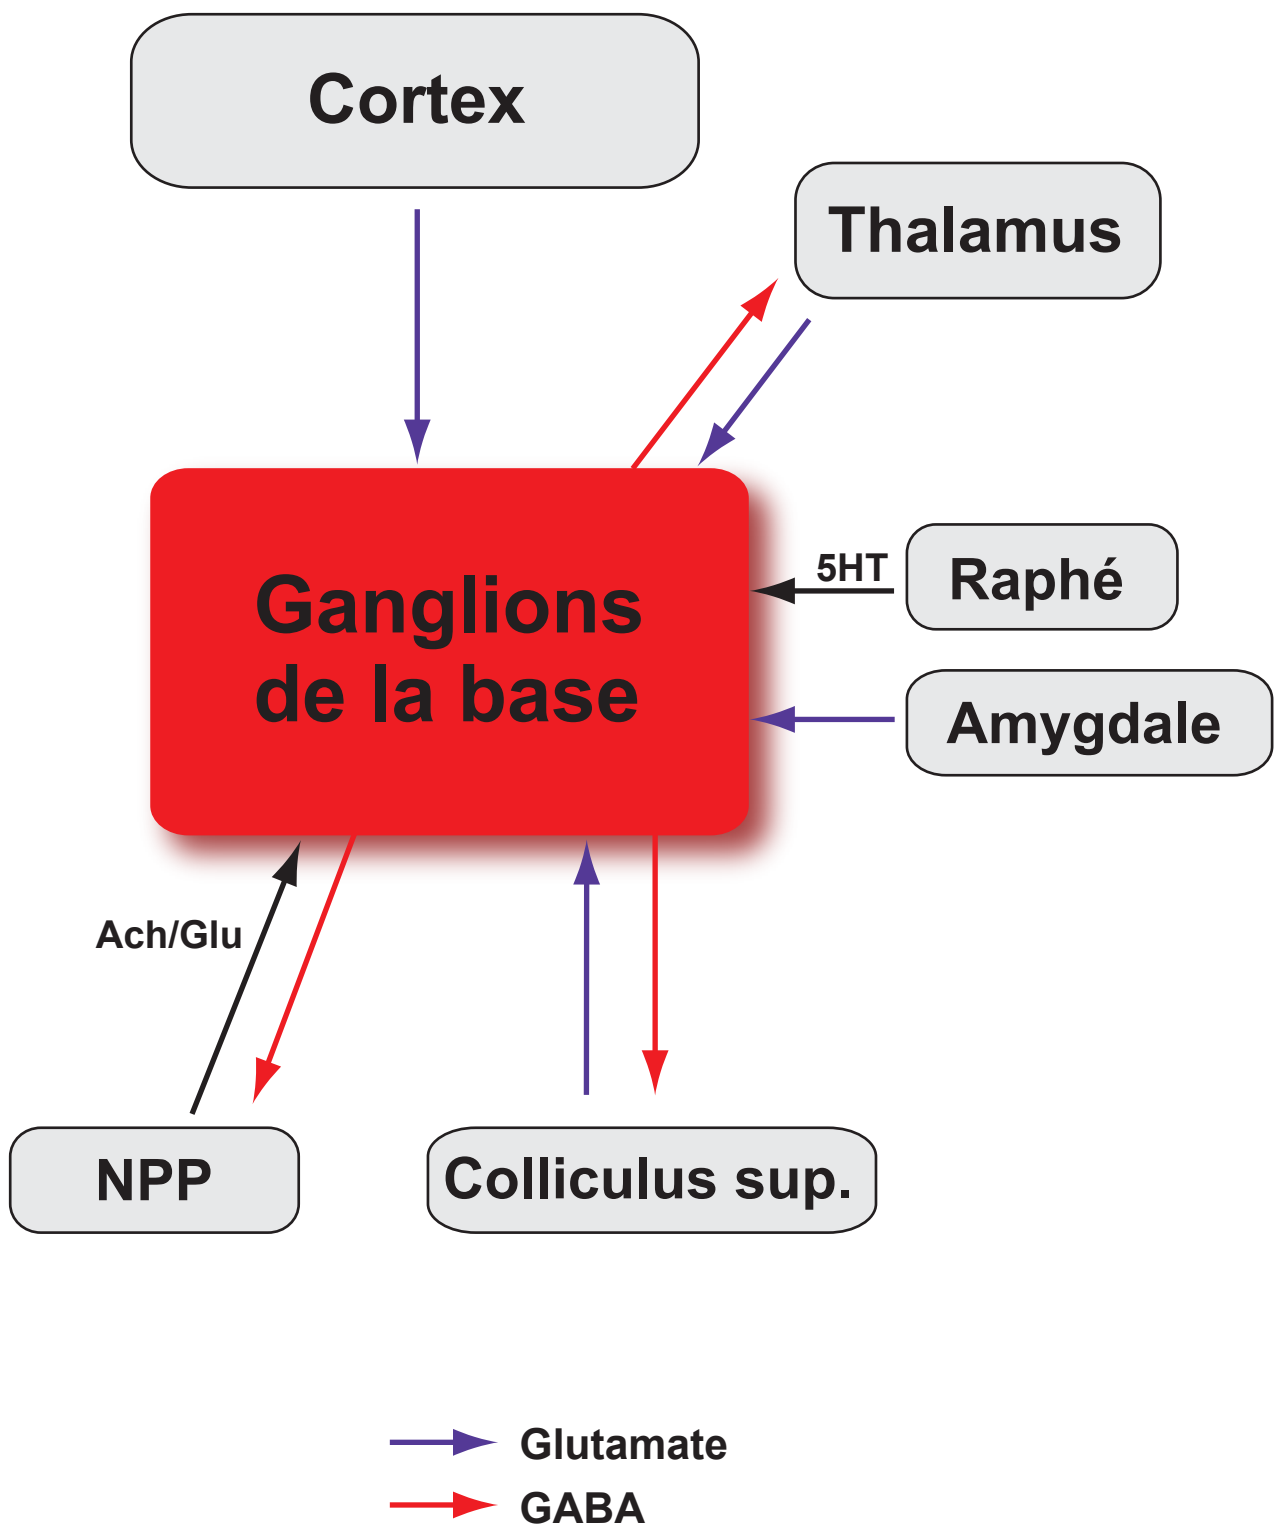 Cortex
Thalamus
Ganglions
de la base
5HT
Raphé
Amygdale
Ach/Glu
NPP
Colliculus sup.
Glutamate
GABA